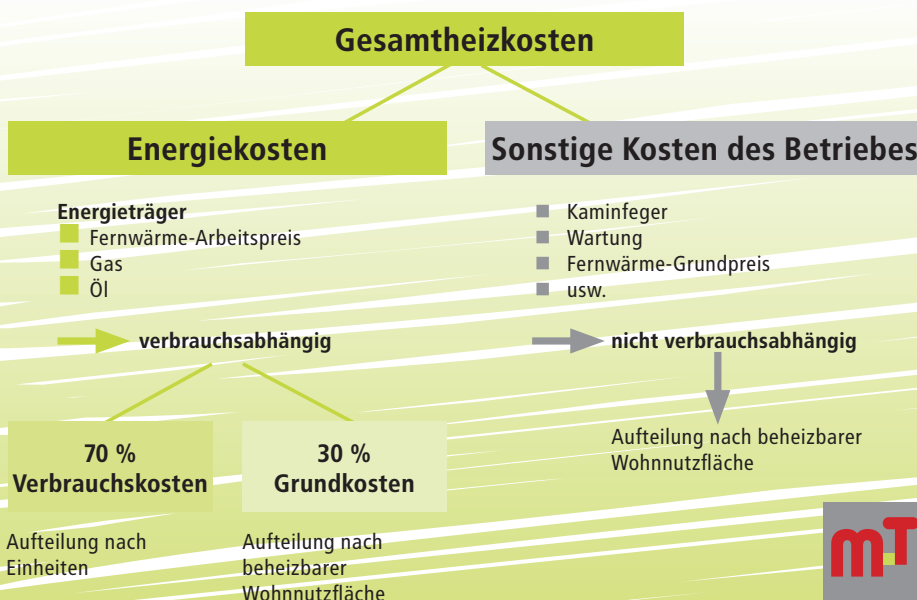 Gesamtheizkosten
Energiekosten
Sonstige Kosten des Betriebes
Energieträger
Fernwärme-Arbeitspreis
Gas
Öl
verbrauchsabhängig
Kaminfeger
Wartung
Fernwärme-Grundpreis
usw.
nicht verbrauchsabhängig
Aufteilung nach beheizbarer
Wohnnutzfläche
70 %
Verbrauchskosten
30 %
Grundkosten
Aufteilung nach
Einheiten
Aufteilung nach
beheizbarer
Wohnnutzfläche
mT